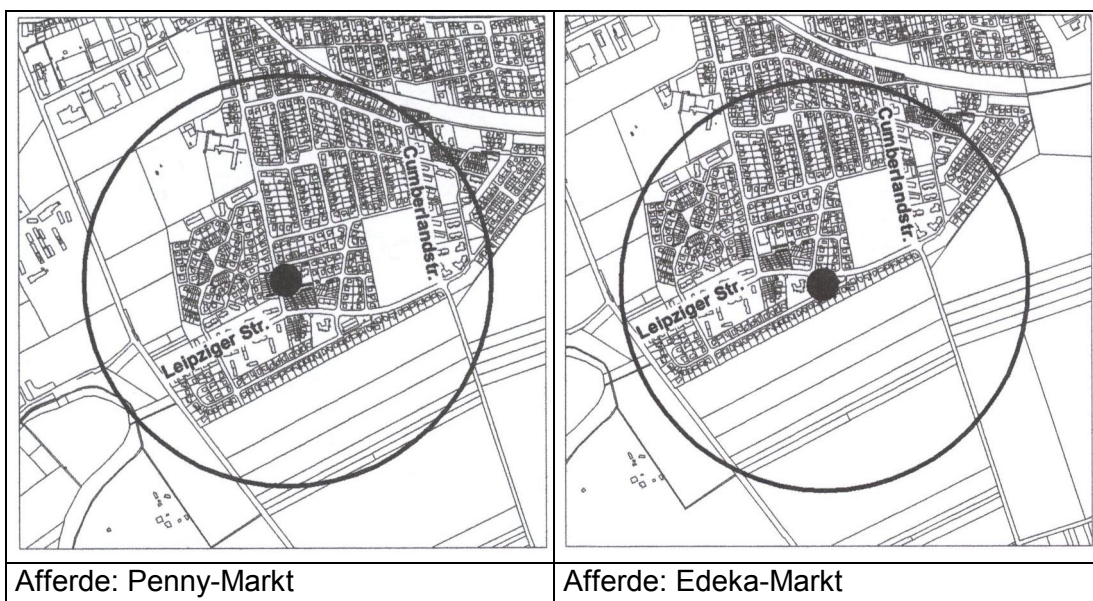 Cumberlandstr.
Leipziger Str.
Cumberlandstr.
Leipziger Str.
Afferde: Penny-Markt
Afferde: Edeka-Markt